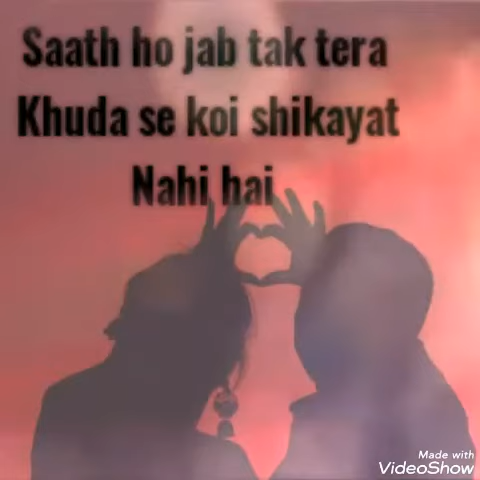 Saath ho jab tak tera
Khuda se koi shikayat
Nahi hai
Made with
VideoShow